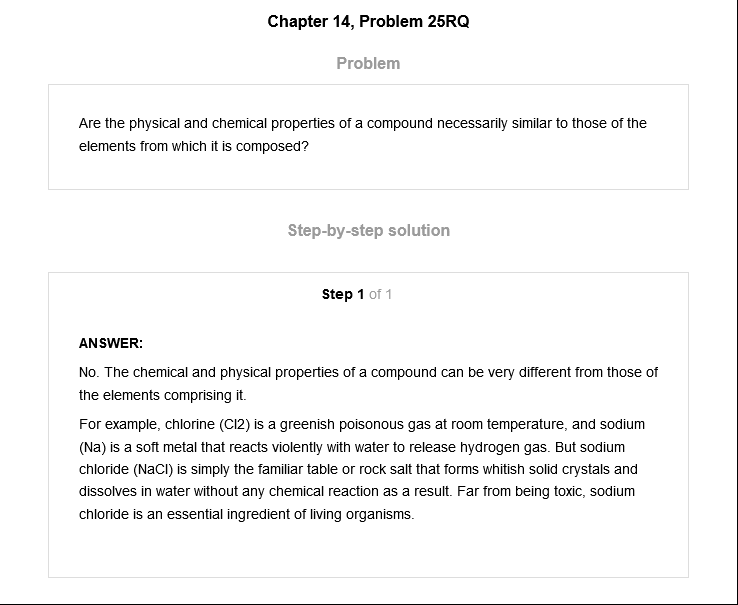 Chapter 14, Problem 25RQ
Problem
Are the physical and chemical properties of a compound necessarily similar to those of the
elements from which it is composed?
Step-by-step solution
Step 1 of 1
ANSWER:
No. The chemical and physical properties of a compound can be very different from those of
the elements comprising it.
For example, chlorine (Cl2) is a greenish poisonous gas at room temperature, and sodium
(Na) is a soft metal that reacts violently with water to release hydrogen gas. But sodium
chloride (NaCl) is simply the familiar table or rock salt that forms whitish solid crystals and
dissolves in water without any chemical reaction as a result. Far from being toxic, sodium
chloride is an essential ingredient of living organisms.